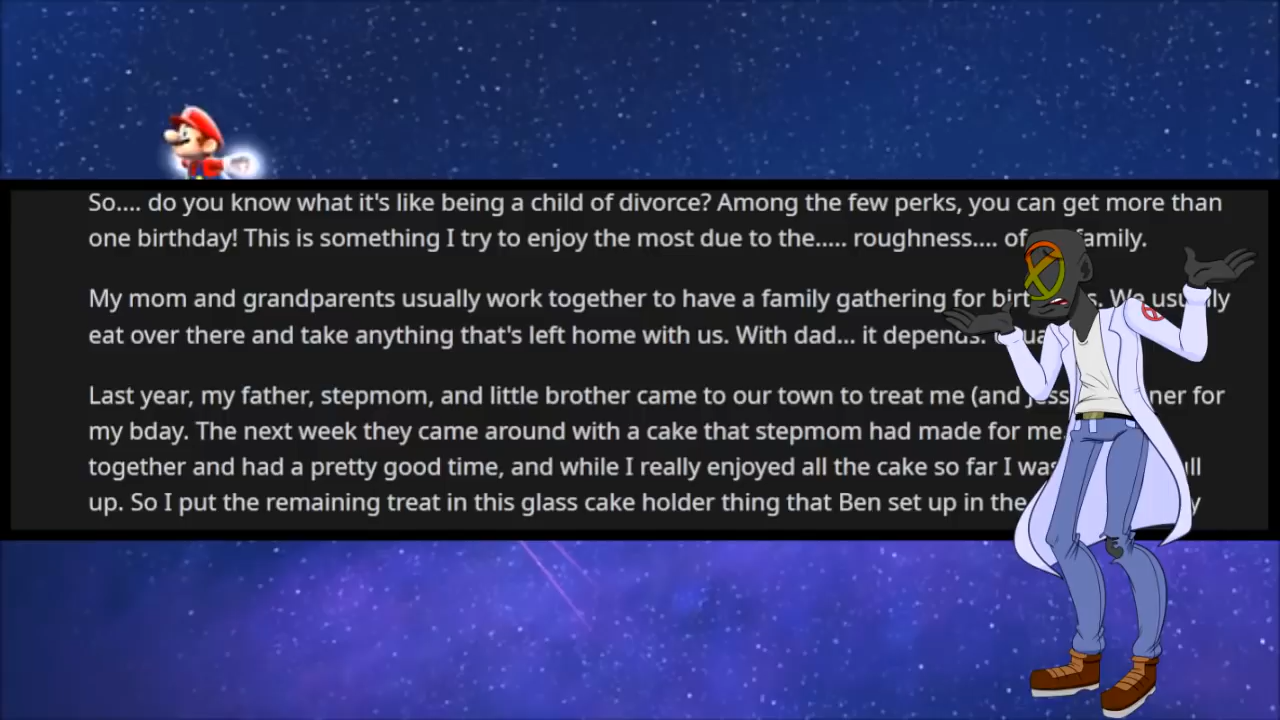 So.... do you know what it's like being a child of divorce? Among the few perks, you can get more than
one birthday! This is something I try to enjoy the most due to the..... roughness.... of family.
My mom and grandparents usually work together to have a family gathering for We
eat over there and take anything that's left home with us. With dad... it depends.
Last year, my father, stepmom, and little brother came to our town to treat me (and for
my bday. The next week they came around with a cake that stepmom had made for me
together and had a pretty good time, and while I really enjoyed all the cake so far I was
up. So I put the remaining treat in this glass cake holder thing that Ben set up in the